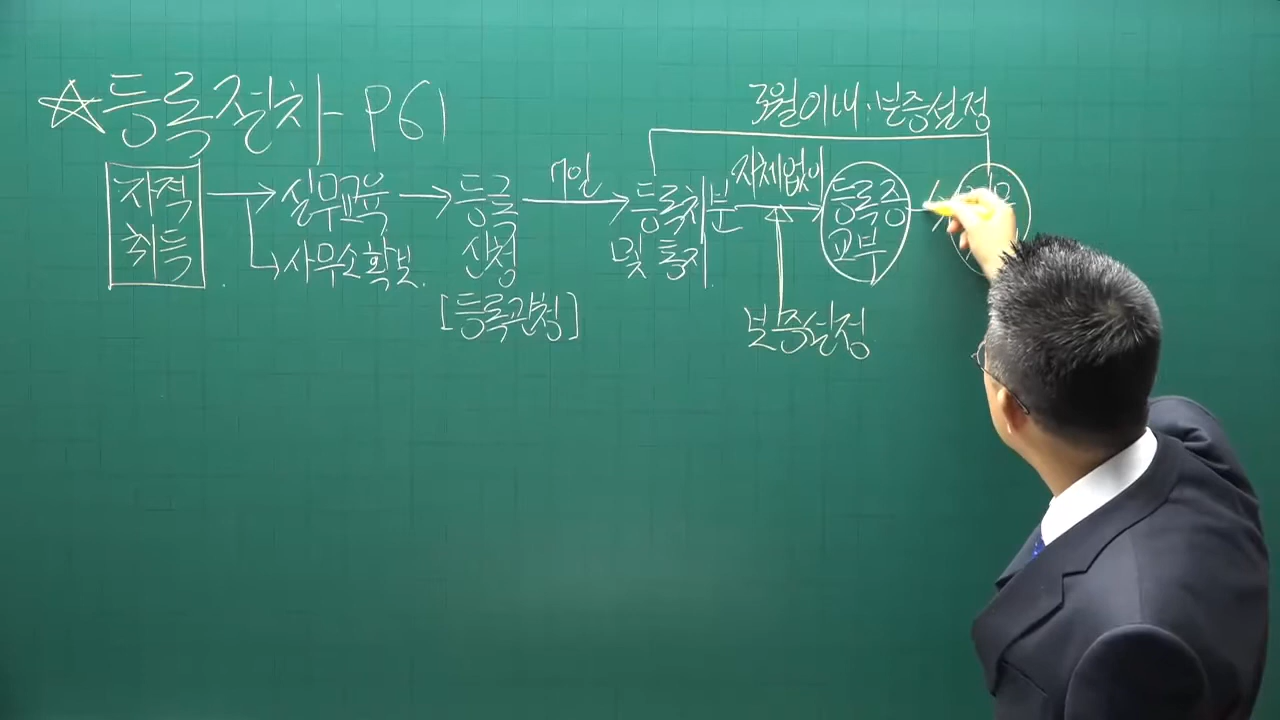 ☆등록절차 P61
3월이내:보증설정
자격
취득
실무교육
사무소확보.
등록
신청
[등록관청]
7일
등록처분
및 통지.
지체없이
등록증
교부
보증설정